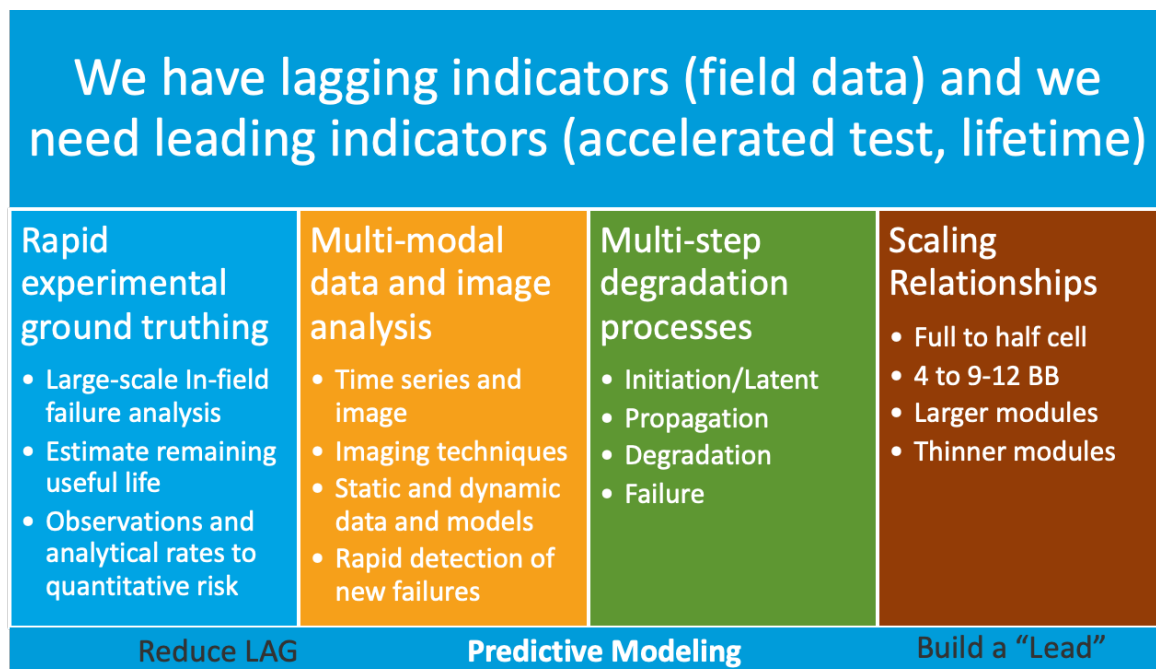 We have lagging indicators (field data) and we
need leading indicators (accelerated test, lifetime)
Rapid
experimental
ground truthing
• Large-scale In-field
failure analysis
• Estimate remaining
useful life
• Observations and
analytical rates to
quantitative risk
Multi-modal
data and image
analysis
• Time series and
image
• Imaging techniques
• Static and dynamic
data and models
• Rapid detection of
new failures
Multi-step
degradation
processes
• Initiation/Latent
• Propagation
• Degradation
• Failure
Scaling
Relationships
• Full to half cell
• 4 to 9-12 BB
• Larger modules
• Thinner modules
Reduce LAG
Predictive Modeling
Build a “Lead”